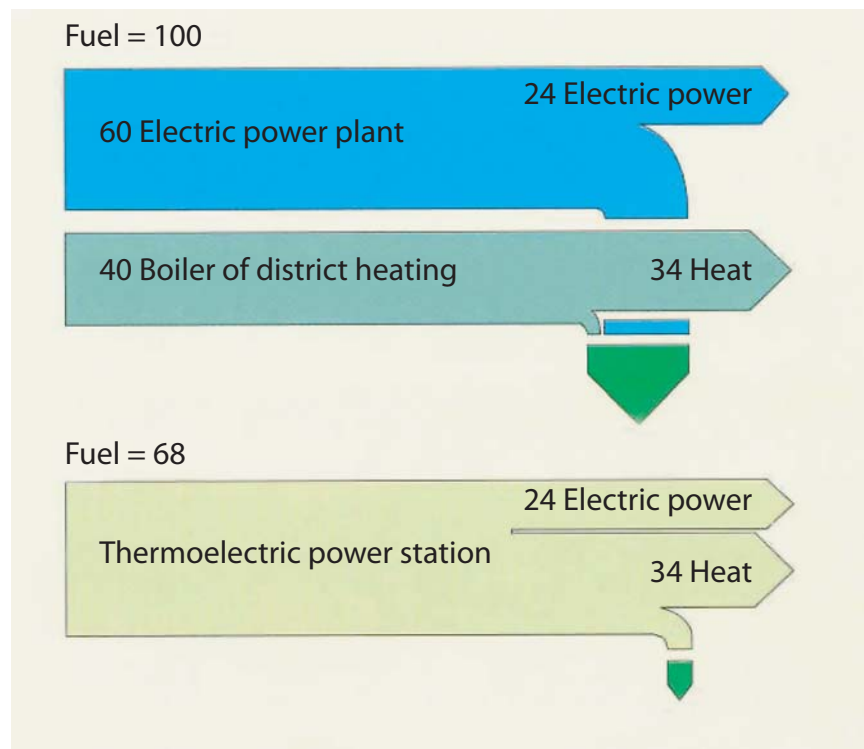 Fuel = 100
24 Electric power
60 Electric power plant
40 Boiler of district heating
34 Heat
Fuel = 68
24 Electric power
Thermoelectric power station
34 Heat